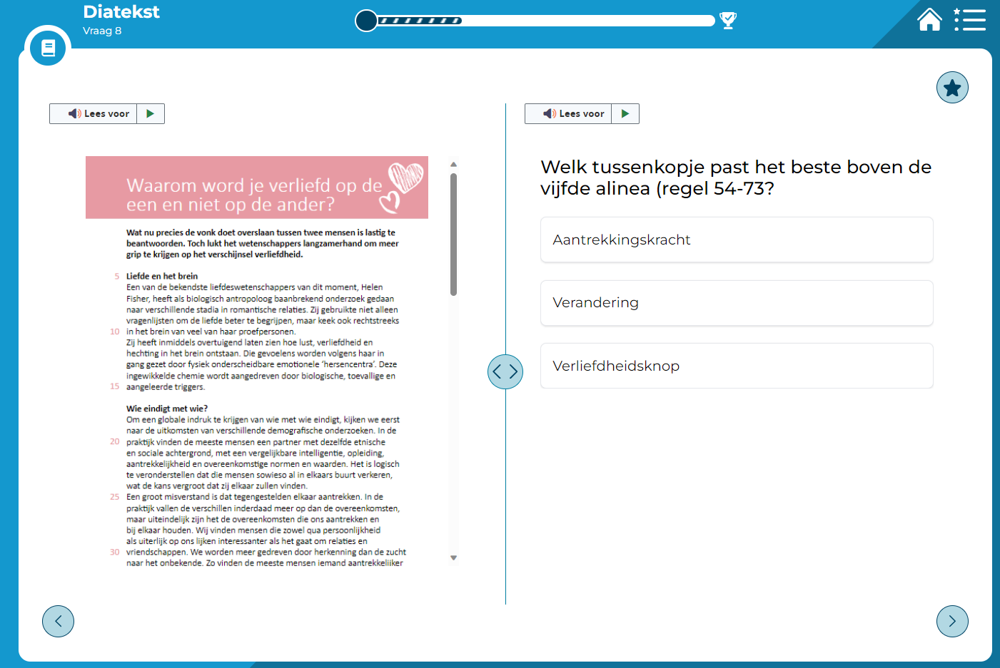 Diatekst
Vraag 8
Lees voor
Waarom word je verliefd op de
een en niet op de ander?
Wat nu precies de vonk doet overslaan tussen twee mensen is lastig te
beantwoorden. Toch lukt het wetenschappers langzamerhand om meer
grip te krijgen op het verschijnsel verliefdheid.
5 Liefde en het brein
Een van de bekendste liefdeswetenschappers van dit moment, Helen
Fisher, heeft als biologisch antropoloog baanbrekend onderzoek gedaan
naar verschillende stadia in romantische relaties. Zij gebruikte niet alleen
vragenlijsten om de liefde beter te begrijpen, maar keek ook rechtstreeks
10 in het brein van veel van haar proefpersonen.
Zij heeft inmiddels overtuigend laten zien hoe lust, verliefdheid en
hechting in het brein ontstaan. Die gevoelens worden volgens haar in
gang gezet door fysiek onderscheidbare emotionele ‘hersencentra’. Deze
ingewikkelde chemie wordt aangedreven door biologische, toevallige en
15 aangeleerde triggers.
Wie eindigt met wie?
Om een globale indruk te krijgen van wie met wie eindigt, kijken we eerst
naar de uitkomsten van verschillende demografische onderzoeken. In de
20 praktijk vinden de meeste mensen een partner met dezelfde etnische
en sociale achtergrond, met een vergelijkbare intelligentie, opleiding,
aantrekkelijkheid en overeenkomstige normen en waarden. Het is logisch
te veronderstellen dat die mensen sowieso al in elkaars buurt verkeren,
wat de kans vergroot dat zij elkaar zullen vinden.
25 Een groot misverstand is dat tegengestelden elkaar aantrekken. In de
praktijk vallen de verschillen inderdaad meer op dan de overeenkomsten,
maar uiteindelijk zijn het de overeenkomsten die ons aantrekken en
bij elkaar houden. Wij vinden mensen die zowel qua persoonlijkheid
als uiterlijk op ons lijken interessanter als het gaat om relaties en
30 vriendschappen. We worden meer gedreven door herkenning dan de zucht
naar het onbekende. Zo vinden de meeste mensen iemand aantrekkelijker
Lees voor
Welk tussenkopje past het beste boven de
vijfde alinea (regel 54-73?
Aantrekkingskracht
Verandering
Verliefdheidsknop